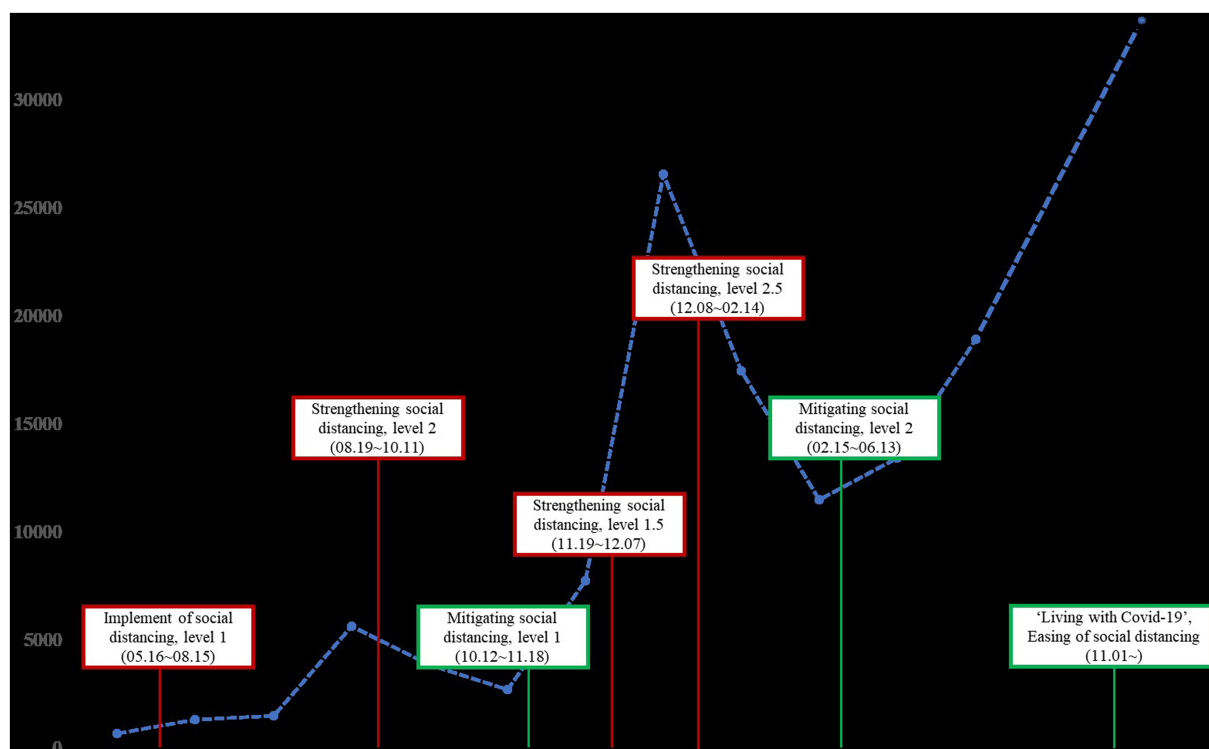 30000
25000
20000
15000
10000
5000
0
Strengthening social
distancing, level 2.5
(12.08~02.14)
Strengthening social
distancing, level 2
(08.19~10.11)
Mitigating social
distancing, level 2
(02.15~06.13)
Strengthening social
distancing, level 1.5
(11.19~12.07)
Implement of social
distancing, level 1
(05.16~08.15)
Mitigating social
distancing, level 1
(10.12~11.18)
‘Living with Covid-19’,
Easing of social distancing
(11.01~)